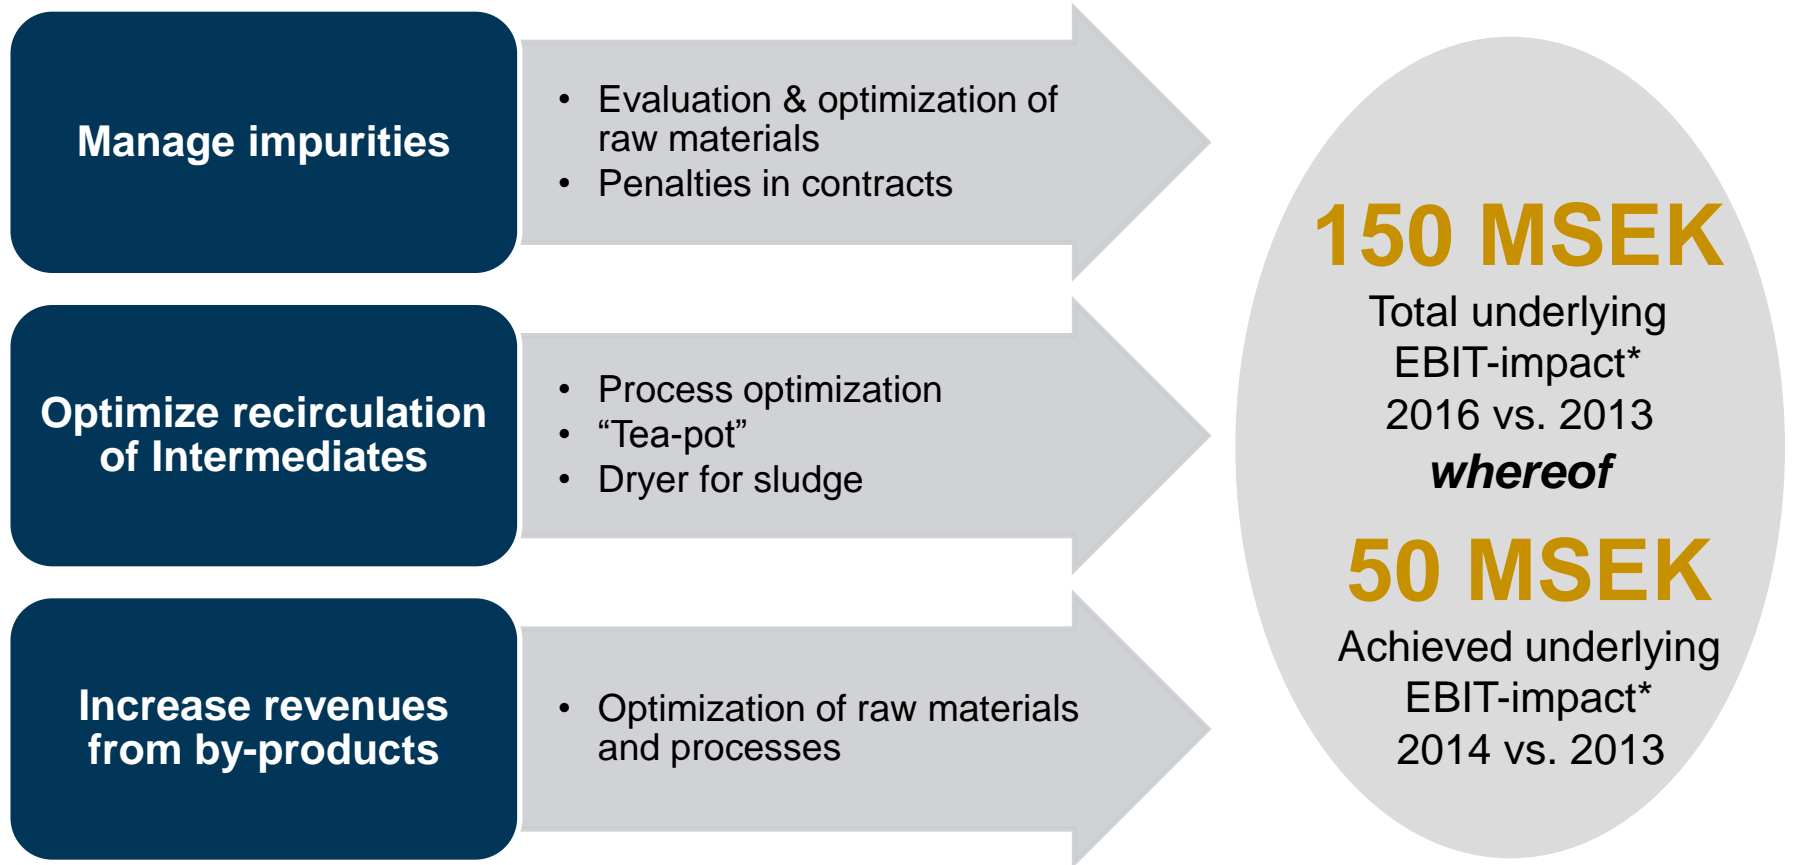 Manage impurities
• Evaluation & optimization of
raw materials
• Penalties in contracts
Optimize recirculation
of Intermediates
• Process optimization
• “Tea-pot”
• Dryer for sludge
Increase revenues
from by-products
• Optimization of raw materials
and processes
150 MSEK
Total underlying
EBIT-impact*
2016 vs. 2013
whereof
50 MSEK
Achieved underlying
EBIT-impact*
2014 vs. 2013